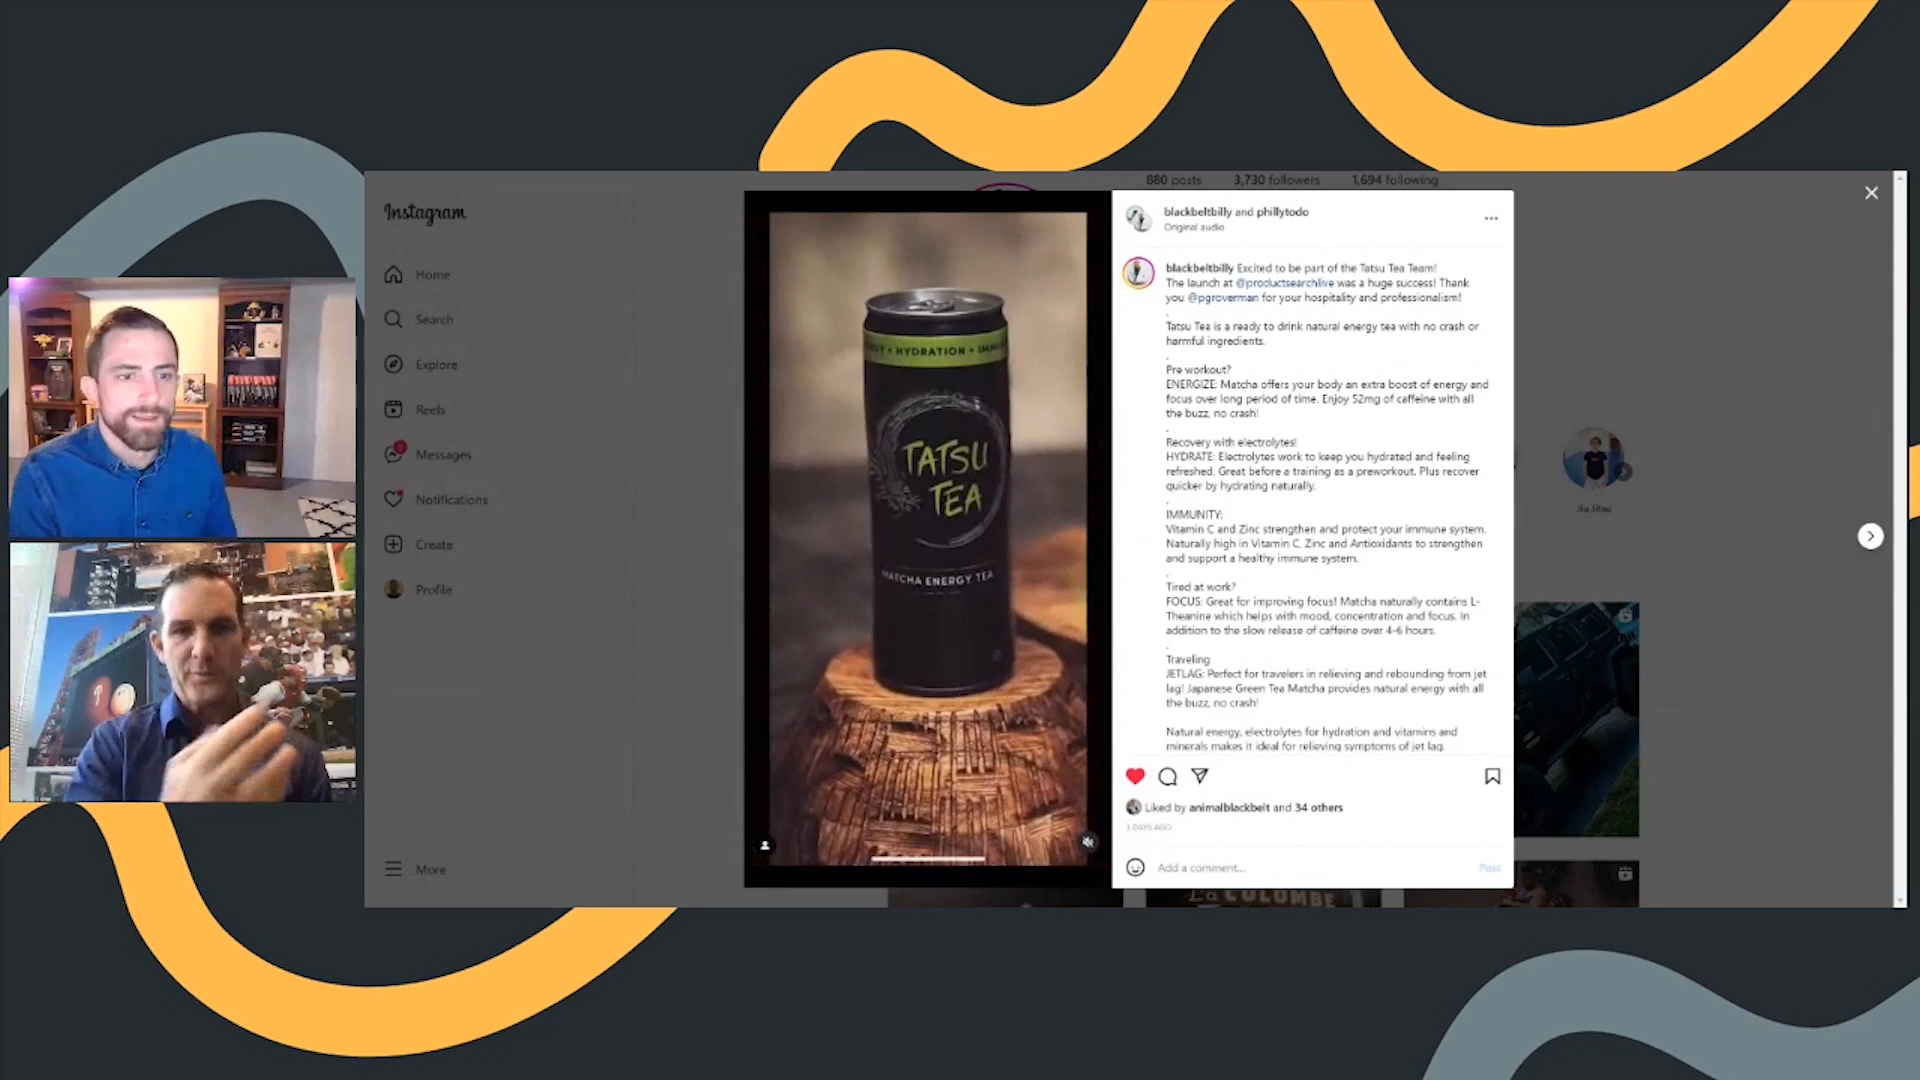 880 posts 3,730 followers 1,694 following
Instagram
Home
Search
Explore
Reels
1
Messages
Notifications
Create
Profile
More
HYDRATION
TATSU
TEA
MATCHA ENERGY TEA
blackbeltbilly and phillytodo
Original audio
blackbeltbilly Excited to be part of the Tatsu Tea Team!
The launch at @productsearchlive was a huge success! Thank
you @pgroverman for your hospitality and professionalism!
.
Tatsu Tea is a ready to drink natural energy tea with no crash or
harmful ingredients.
.
Pre workout?
ENERGIZE: Matcha offers your body an extra boost of energy and
focus over long period of time. Enjoy 52mg of caffeine with all
the buzz, no crash!
.
Recovery with electrolytes!
HYDRATE: Electrolytes work to keep you hydrated and feeling
refreshed. Great before a training as a preworkout. Plus recover
quicker by hydrating naturally.
.
IMMUNITY:
Vitamin C and Zinc strengthen and protect your immune system.
Naturally high in Vitamin C, Zinc and Antioxidants to strengthen
and support a healthy immune system.
.
Tired at work?
FOCUS: Great for improving focus! Matcha naturally contains L-
Theanine which helps with mood, concentration and focus. In
addition to the slow release of caffeine over 4-6 hours.
.
Traveling
JETLAG: Perfect for travelers in relieving and rebounding from jet
lag! Japanese Green Tea Matcha provides natural energy with all
the buzz, no crash!
Natural energy, electrolytes for hydration and vitamins and
minerals makes it ideal for relieving symptoms of jet lag.
Liked by animalblackbelt and 34 others
3 DAYS AGO
Add a comment...
Post
Jiu Jitsu
La COLOMBE